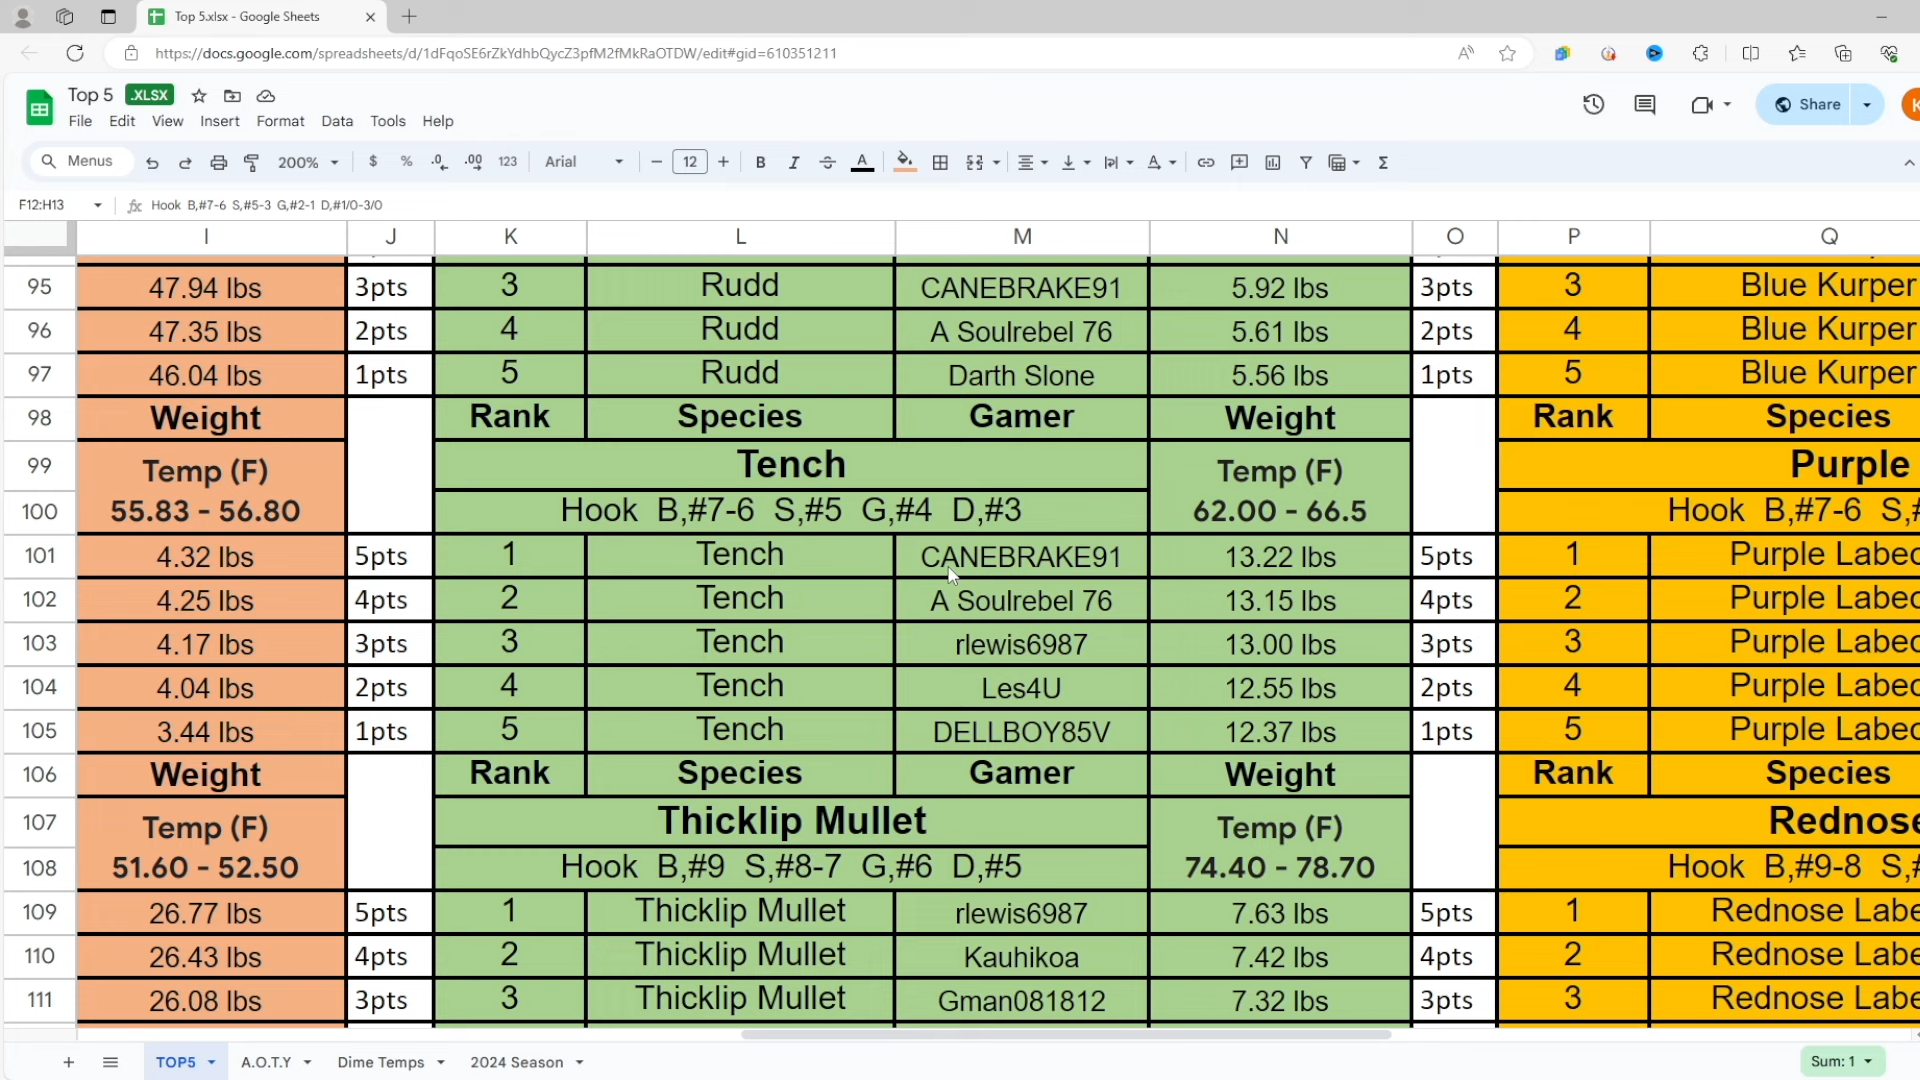 Top 5.xlsx - Google Sheets
https://docs.google.com/spreadsheets/d/1dFqoSE6rZkYdhbQycZ3pfM2fMkRaOTDW/edit#gid=610351211
Top 5 .XLSX
Share
File Edit View Insert Format Data Tools Help
Menus 200% $ % .0 .00 123 Arial 12 B I A
F12:H13 fx Hook B,#7-6 S,#5-3 G,#2-1 D,#1/0-3/0
I J K L M N O P Q
95 47.94 lbs 3pts 3 Rudd CANEBRAKE91 5.92 lbs 3pts 3 Blue Kurper
96 47.35 lbs 2pts 4 Rudd A Soulrebel 76 5.61 lbs 2pts 4 Blue Kurper
97 46.04 lbs 1pts 5 Rudd Darth Slone 5.56 lbs 1pts 5 Blue Kurper
98 Weight Rank Species Gamer Weight Rank Species
99 Temp (F) Tench Temp (F) Purple
100 55.83 - 56.80 Hook B,#7-6 S,#5 G,#4 D,#3 62.00 - 66.5 Hook B,#7-6 S,#
101 4.32 lbs 5pts 1 Tench CANEBRAKE91 13.22 lbs 5pts 1 Purple Labeo
102 4.25 lbs 4pts 2 Tench A Soulrebel 76 13.15 lbs 4pts 2 Purple Labeo
103 4.17 lbs 3pts 3 Tench rlewis6987 13.00 lbs 3pts 3 Purple Labeo
104 4.04 lbs 2pts 4 Tench Les4U 12.55 lbs 2pts 4 Purple Labeo
105 3.44 lbs 1pts 5 Tench DELLBOY85V 12.37 lbs 1pts 5 Purple Labeo
106 Weight Rank Species Gamer Weight Rank Species
107 Temp (F) Thicklip Mullet Temp (F) Rednose
108 51.60 - 52.50 Hook B,#9 S,#8-7 G,#6 D,#5 74.40 - 78.70 Hook B,#9-8 S,#
109 26.77 lbs 5pts 1 Thicklip Mullet rlewis6987 7.63 lbs 5pts 1 Rednose Labe
110 26.43 lbs 4pts 2 Thicklip Mullet Kauhikoa 7.42 lbs 4pts 2 Rednose Labe
111 26.08 lbs 3pts 3 Thicklip Mullet Gman081812 7.32 lbs 3pts 3 Rednose Labe
TOP5 A.O.T.Y Dime Temps 2024 Season Sum: 1